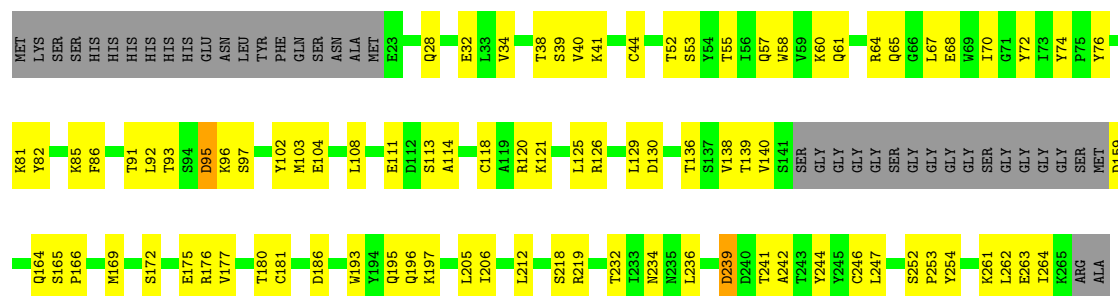 MET LYS SER SER HIS HIS HIS HIS HIS HIS GLU ASN LEU TYR PHE GLN SER ASN ALA MET E23 Q28 E32 L33 V34 T38 S39 V40 K41 C44 T52 S53 Y54 T55 I56 Q57 W58 V59 K60 Q61 R64 Q65 G66 L67 E68 W69 I70 G71 Y72 I73 Y74 P75 Y76
K81 Y82 K85 F86 T91 L92 T93 S94 D95 K96 S97 Y102 M103 E104 L108 E111 D112 S113 A114 C118 A119 R120 K121 L125 R126 L129 D130 T136 S137 V138 T139 V140 S141 SER GLY GLY GLY GLY SER GLY GLY GLY GLY SER GLY GLY GLY GLY SER MET D159
Q164 S165 P166 M169 S172 E175 R176 V177 T180 C181 D186 W193 Y194 Q195 Q196 K197 L205 I206 L212 S218 R219 T232 I233 N234 N235 L236 D239 D240 T241 A242 T243 Y244 Y245 C246 L247 S252 P253 Y254 K261 L262 E263 I264 K265 ARG ALA